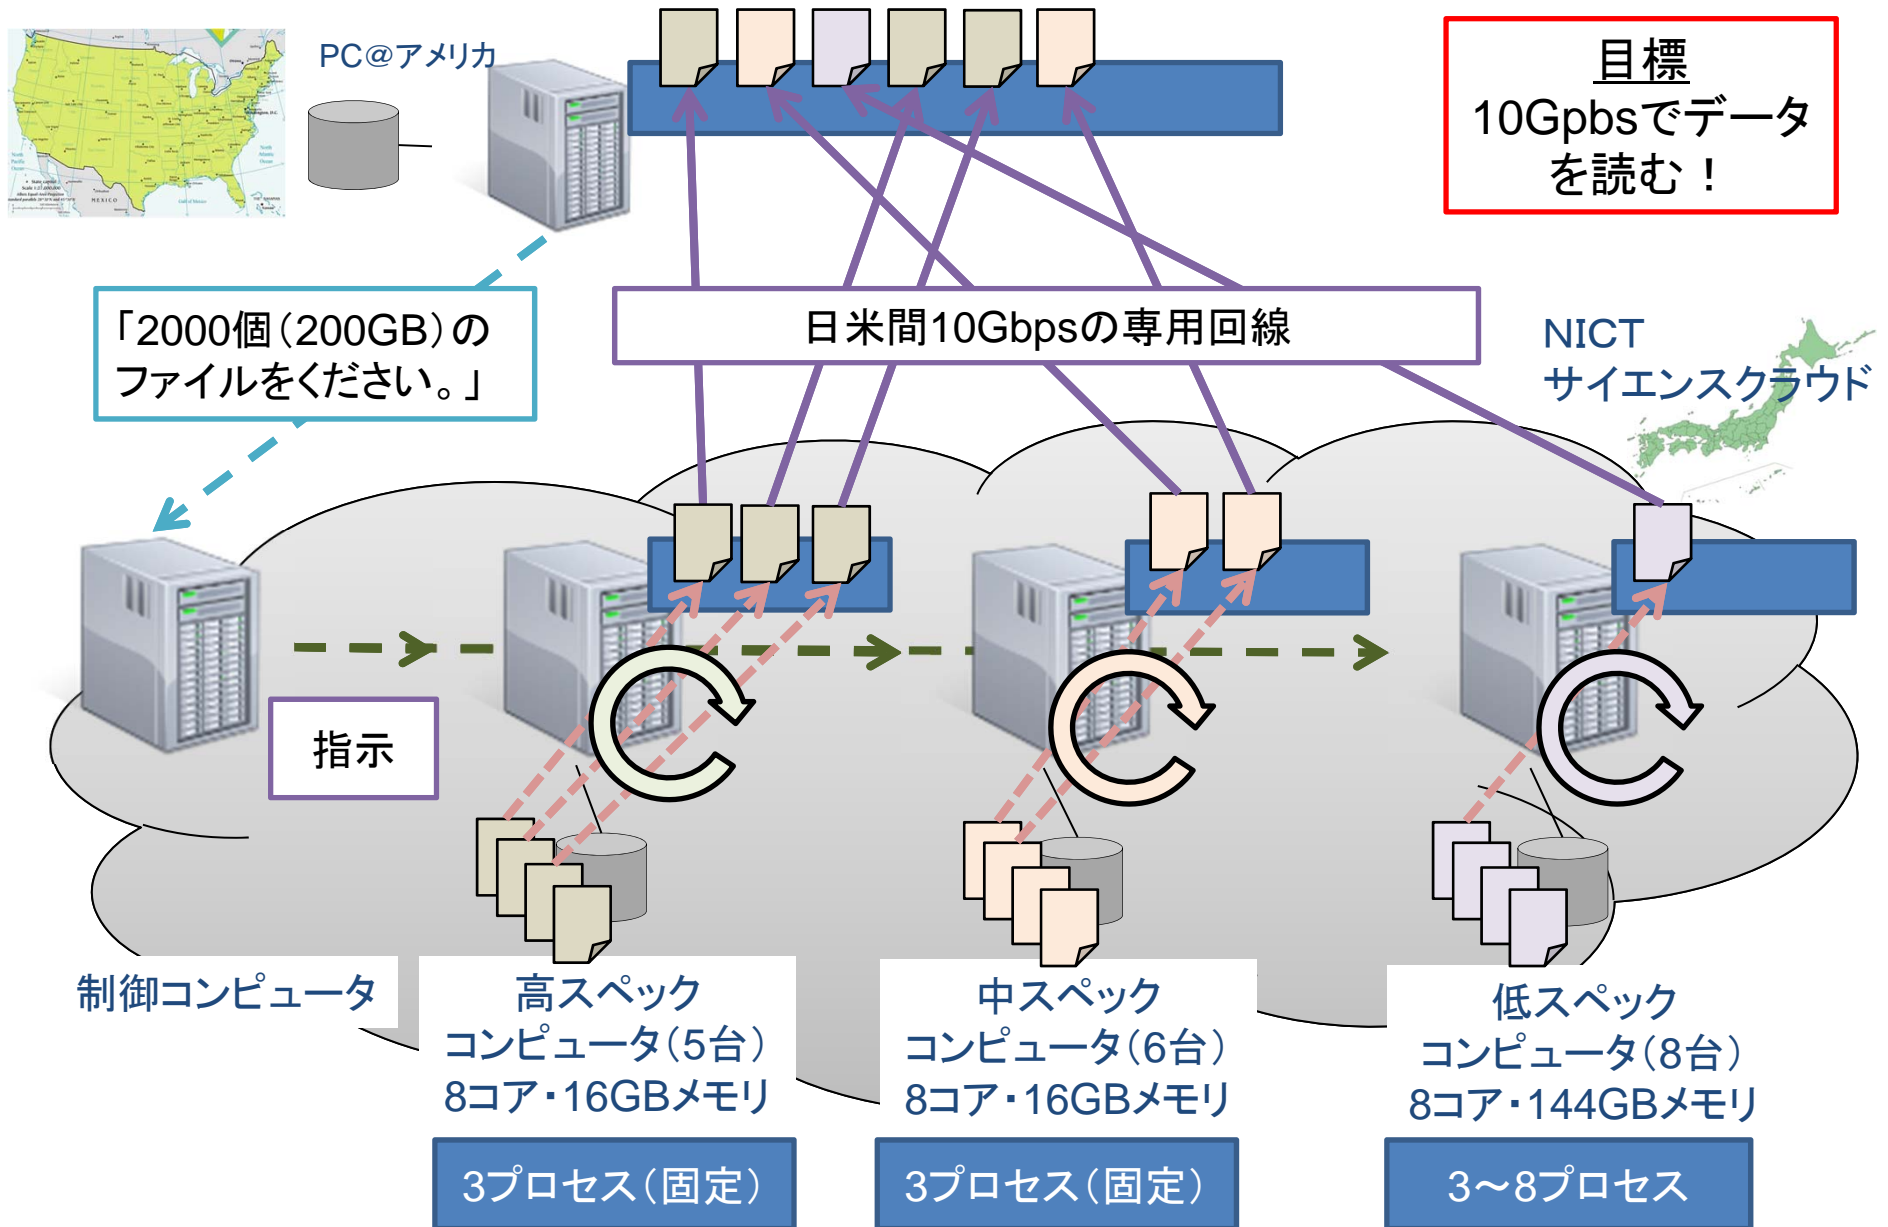 PC@アメリカ
目標
10Gpbsでデータ
を読む！
「2000個（200GB）の
ファイルをください。」
日米間10Gbpsの専用回線
NICT
サイエンスクラウド
指示
制御コンピュータ
高スペック
コンピュータ（5台）
8コア・16GBメモリ
中スペック
コンピュータ（6台）
8コア・16GBメモリ
低スペック
コンピュータ（8台）
8コア・144GBメモリ
3プロセス（固定）
3プロセス（固定）
3～8プロセス
MEXICO